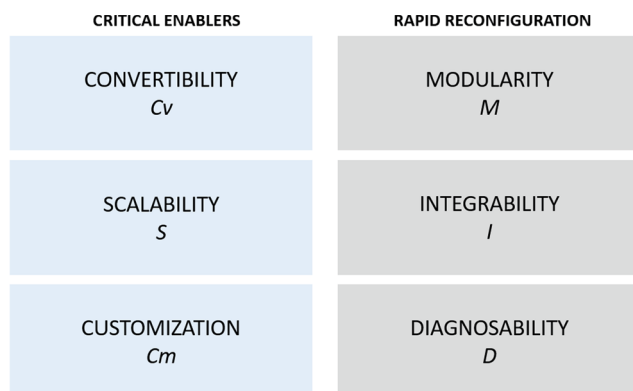 CRITICAL ENABLERS
RAPID RECONFIGURATION
CONVERTIBILITY
Cv
MODULARITY
M
SCALABILITY
S
INTEGRABILITY
I
CUSTOMIZATION
Cm
DIAGNOSABILITY
D